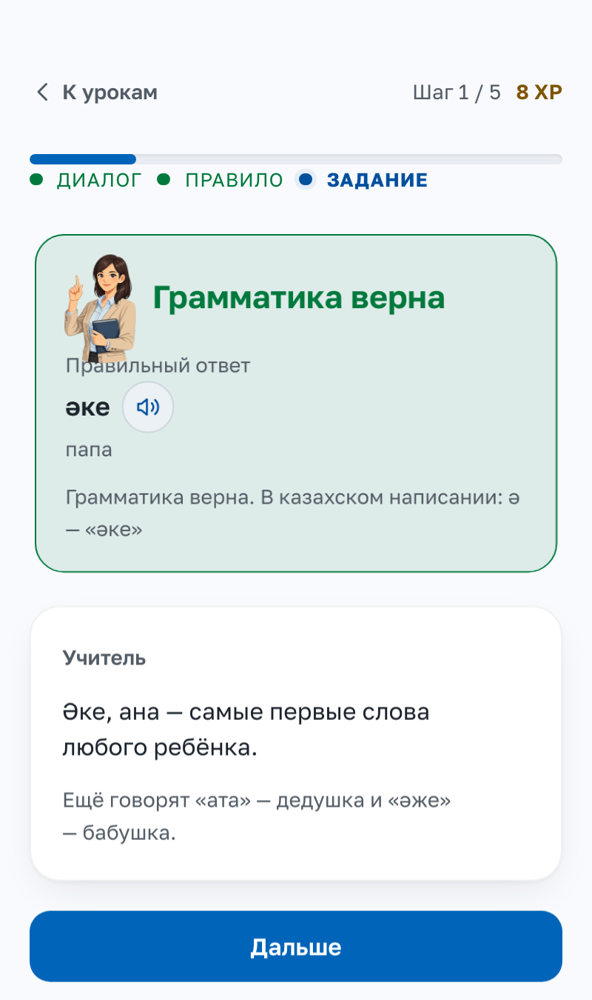 К урокам
Шаг 1 / 5 8 XP
ДИАЛОГ ПРАВИЛО ЗАДАНИЕ
Грамматика верна
Правильный ответ
әке
папа
Грамматика верна. В казахском написании: ә
— «әке»
Учитель
Әке, ана — самые первые слова
любого ребёнка.
Ещё говорят «ата» — дедушка и «әже»
— бабушка.
Дальше